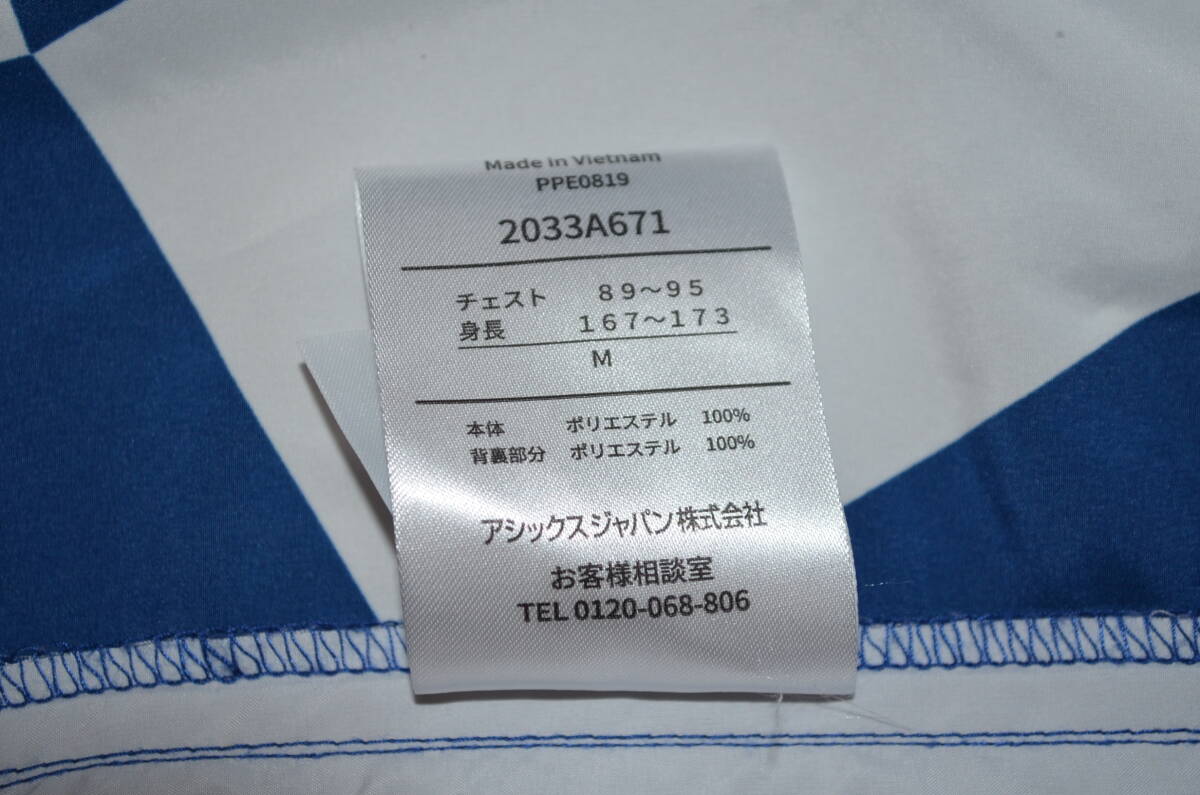 Made in Vietnam
PPE0819
2033A671
チェスト 89～95
身長 167～173
M
本体 ポリエステル 100%
背裏部分 ポリエステル 100%
アシックスジャパン株式会社
お客様相談室
TEL 0120-068-806